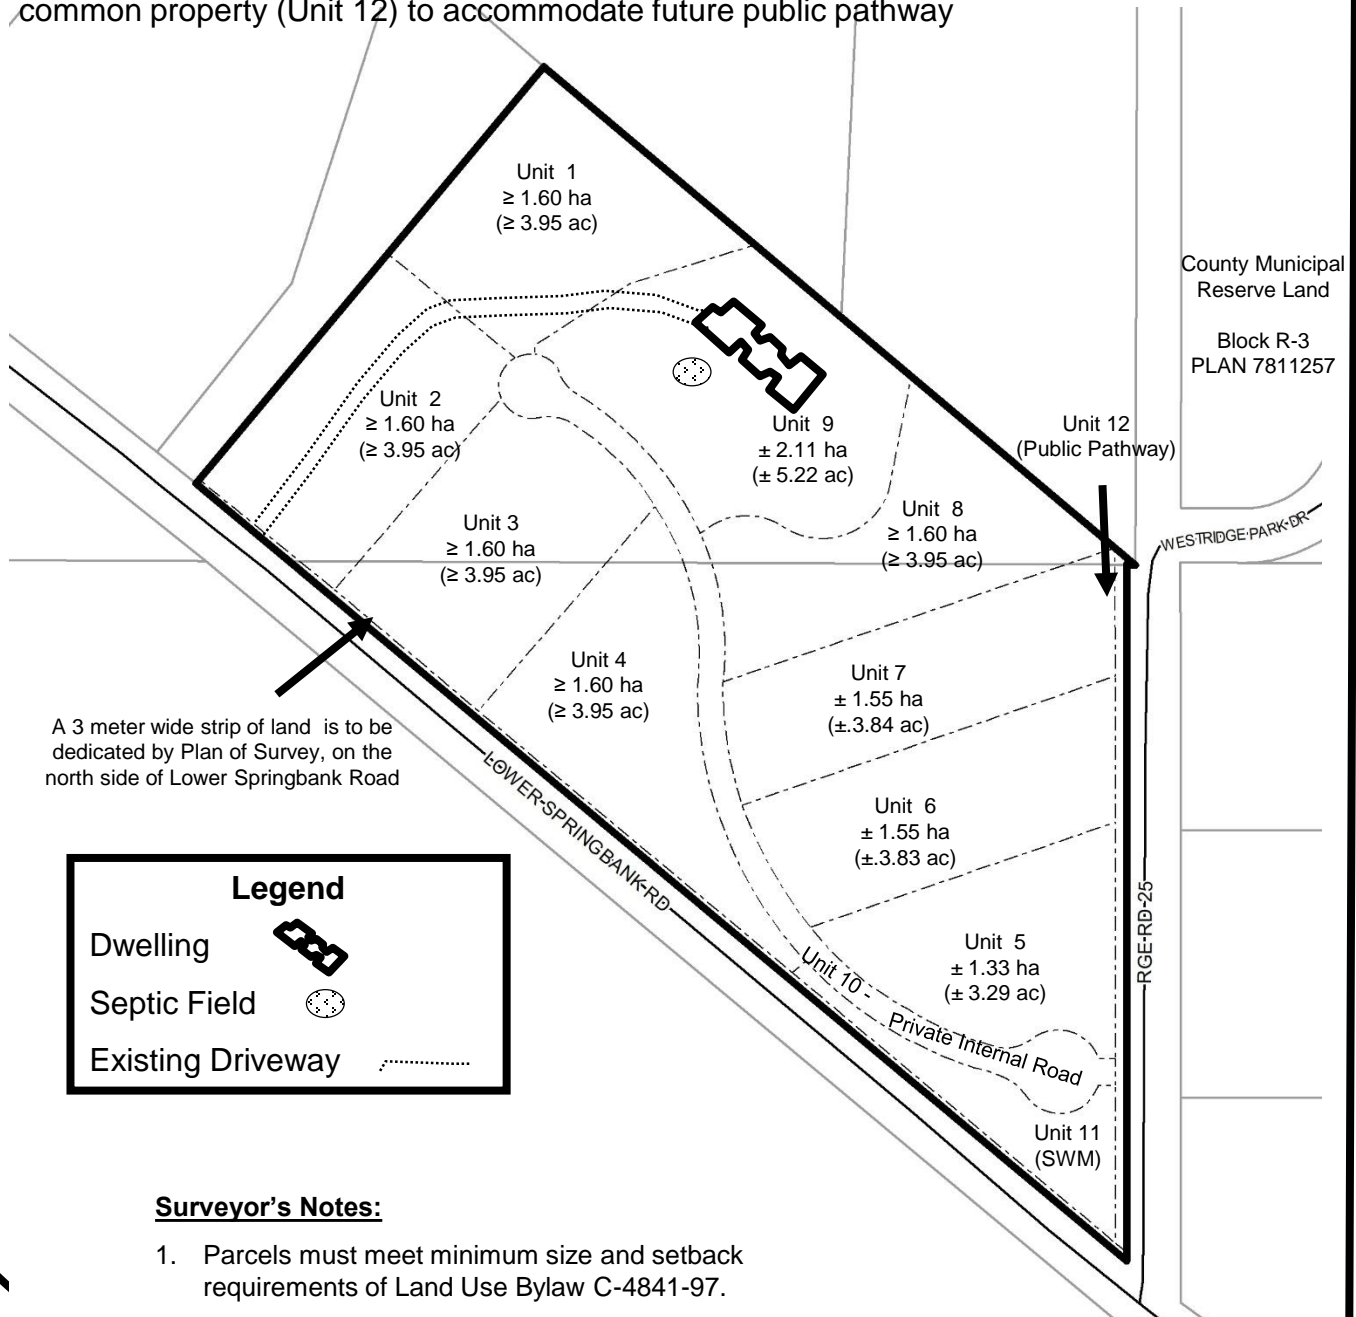 common property (Unit 12) to accommodate future public pathway
Unit 1
≥ 1.60 ha
(≥ 3.95 ac)
County Municipal
Reserve Land
Block R-3
PLAN 7811257
Unit 2
≥ 1.60 ha
(≥ 3.95 ac)
Unit 9
± 2.11 ha
(± 5.22 ac)
Unit 12
(Public Pathway)
Unit 3
≥ 1.60 ha
(≥ 3.95 ac)
Unit 8
≥ 1.60 ha
(≥ 3.95 ac)
WESTRIDGE PARK DR
Unit 4
≥ 1.60 ha
(≥ 3.95 ac)
Unit 7
± 1.55 ha
(±.3.84 ac)
A 3 meter wide strip of land is to be
dedicated by Plan of Survey, on the
north side of Lower Springbank Road
LOWER SPRINGBANK RD
Unit 6
± 1.55 ha
(±.3.83 ac)
RGE RD 25
Unit 5
± 1.33 ha
(± 3.29 ac)
Unit 10 -
Private Internal Road
Unit 11
(SWM)
Legend
Dwelling
Septic Field
Existing Driveway
Surveyor's Notes:
1. Parcels must meet minimum size and setback
requirements of Land Use Bylaw C-4841-97.